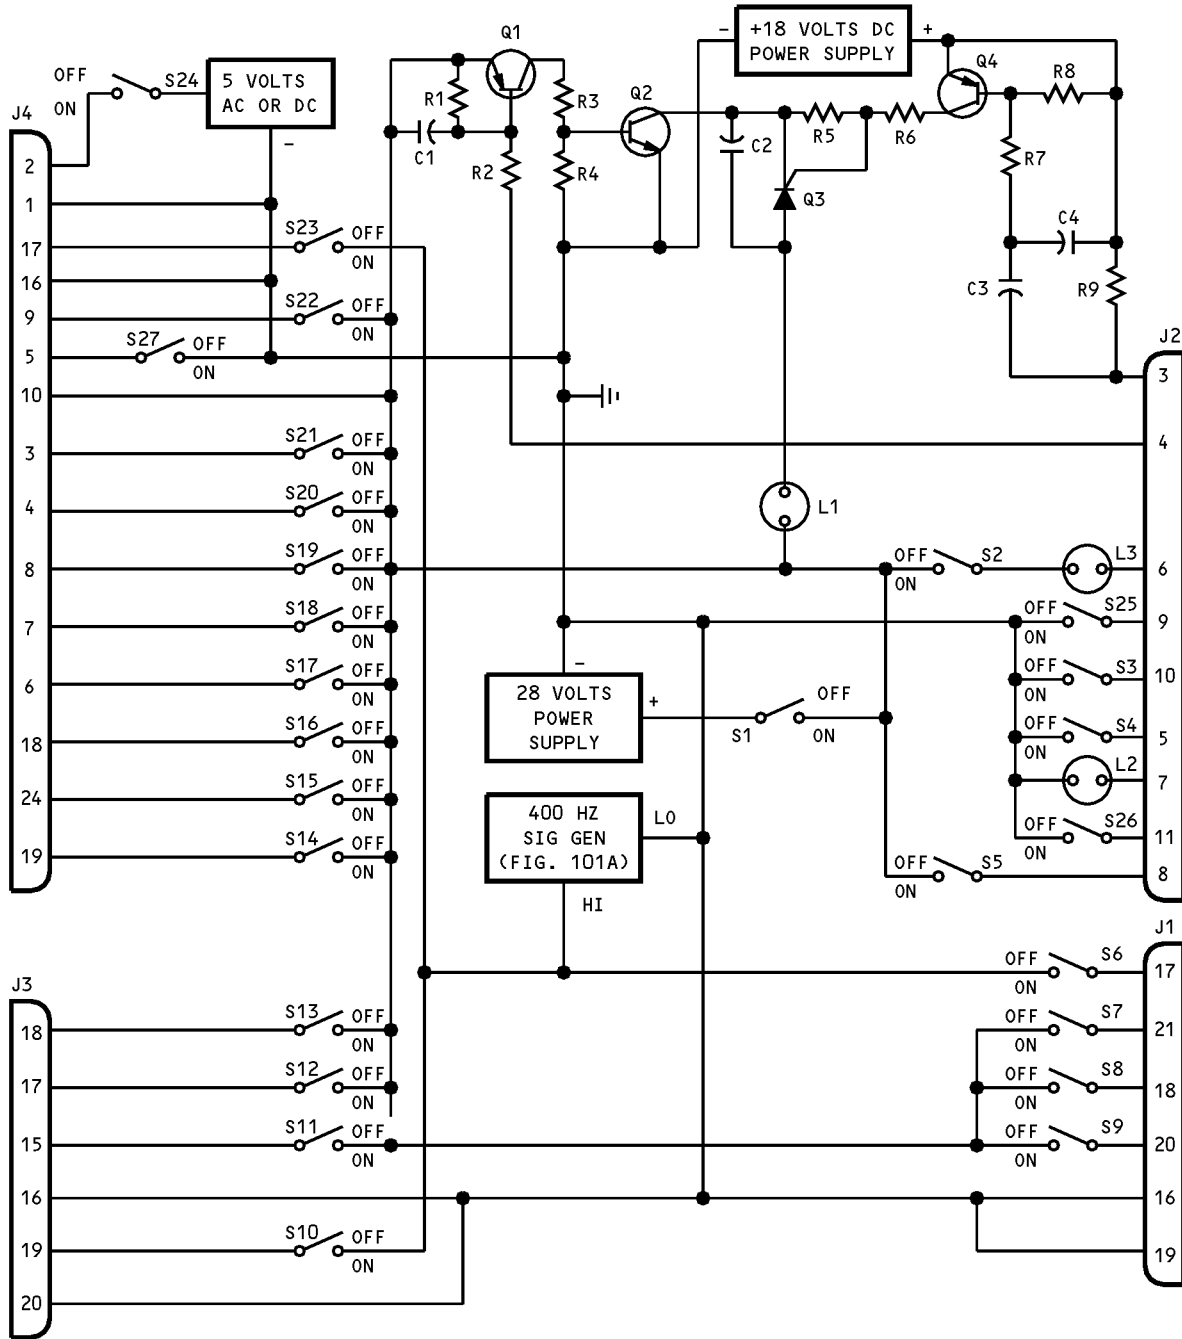 Q1
- +18 VOLTS DC +
POWER SUPPLY
OFF S24 5 VOLTS
ON AC OR DC
-
J4
R1 R3 Q2 Q4 R8
C1 R2 R4 C2 R5 R6 R7
Q3
C4
C3 R9
2
1
17 S23 OFF
ON
16
9 S22 OFF
ON
5 S27 OFF
ON
10
3 S21 OFF
ON
4 S20 OFF
ON
8 S19 OFF
ON
7 S18 OFF
ON
6 S17 OFF
ON
18 S16 OFF
ON
24 S15 OFF
ON
19 S14 OFF
ON
J2
3
4
L1
OFF S2 L3 6
ON
OFF S25 9
ON
OFF S3 10
ON
OFF S4 5
ON
L2 7
OFF S26 11
ON
OFF S5 8
ON
-
28 VOLTS +
POWER
SUPPLY
S1 OFF
ON
400 HZ LO
SIG GEN
(FIG. 101A)
HI
J3
18 S13 OFF
ON
17 S12 OFF
ON
15 S11 OFF
ON
16
19 S10 OFF
ON
20
J1
OFF S6 17
ON
OFF S7 21
ON
OFF S8 18
ON
OFF S9 20
ON
16
19